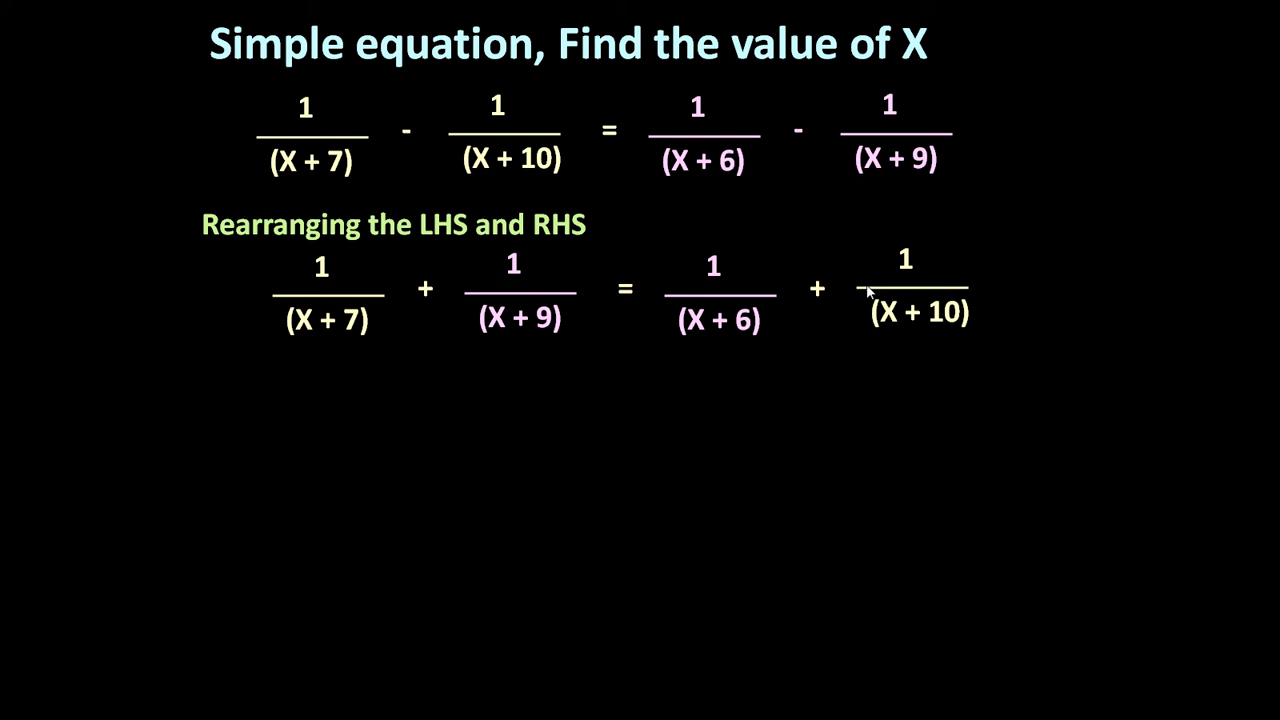 Simple equation, Find the value of X
1 1 1 1
- = -
(X + 7) (X + 10) (X + 6) (X + 9)
Rearranging the LHS and RHS
1 1 1 1
+ = +
(X + 7) (X + 9) (X + 6) (X + 10)